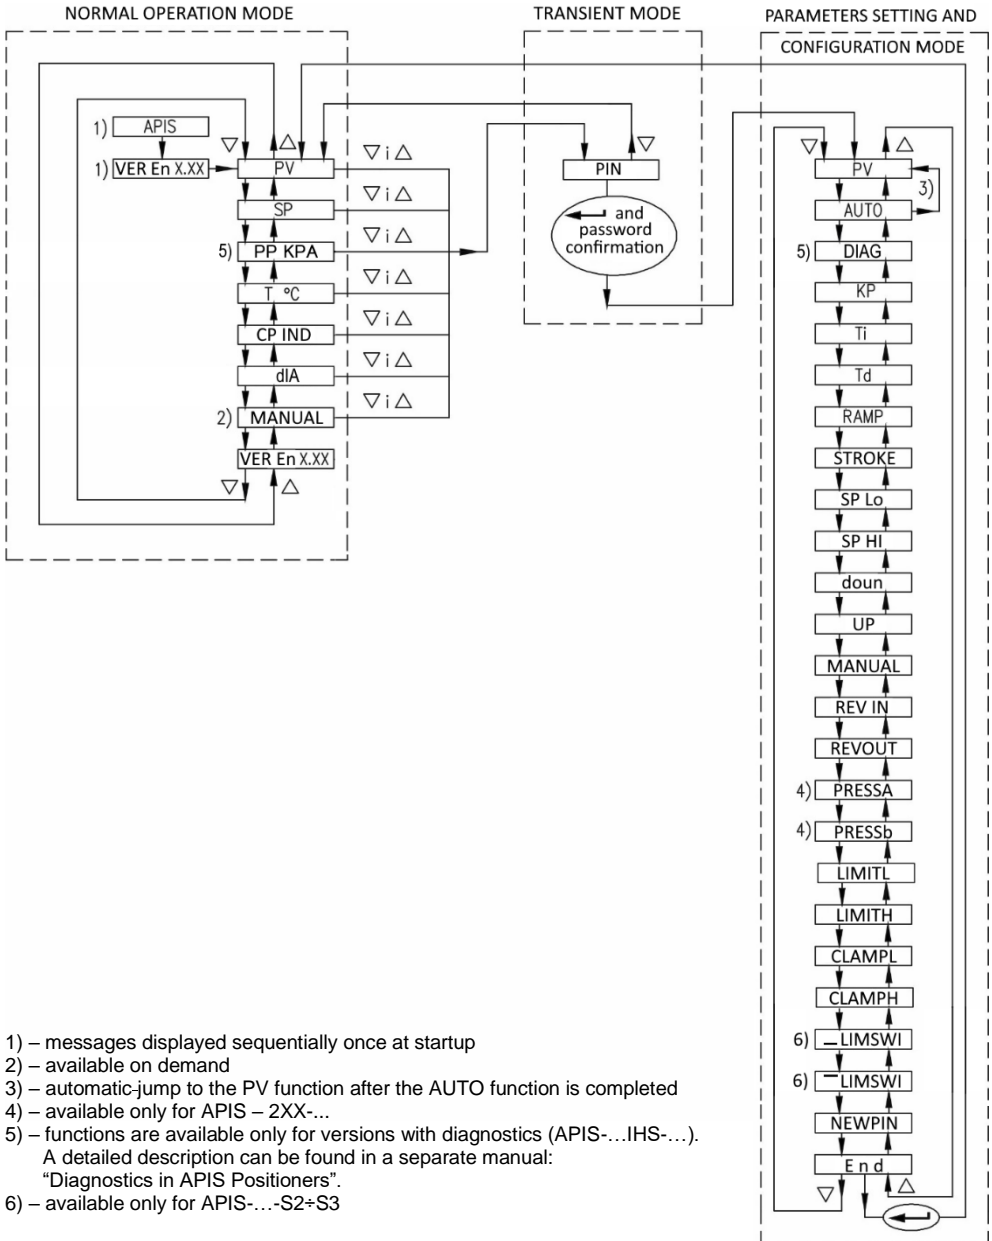 NORMAL OPERATION MODE
1) APIS
1) VER En X.XX
▽ △
PV
▽ i △
SP
▽ i △
5) PP KPA
▽ i △
T °C
▽ i △
CP IND
▽ i △
dIA
▽ i △
2) MANUAL
▽ i △
VER En X.XX
▽ △
TRANSIENT MODE
▽
PIN
and
password
confirmation
PARAMETERS SETTING AND
CONFIGURATION MODE
▽ △
PV
3)
AUTO
5) DIAG
KP
Ti
Td
RAMP
STROKE
SP Lo
SP HI
doun
UP
MANUAL
REV IN
REVOUT
4) PRESSA
4) PRESSb
LIMITL
LIMITH
CLAMPL
CLAMPH
6) _LIMSWI
6) ¯LIMSWI
NEWPIN
E n d
▽ △
1) – messages displayed sequentially once at startup
2) – available on demand
3) – automatic-jump to the PV function after the AUTO function is completed
4) – available only for APIS – 2XX-...
5) – functions are available only for versions with diagnostics (APIS-…IHS-…).
A detailed description can be found in a separate manual:
“Diagnostics in APIS Positioners”.
6) – available only for APIS-…-S2÷S3